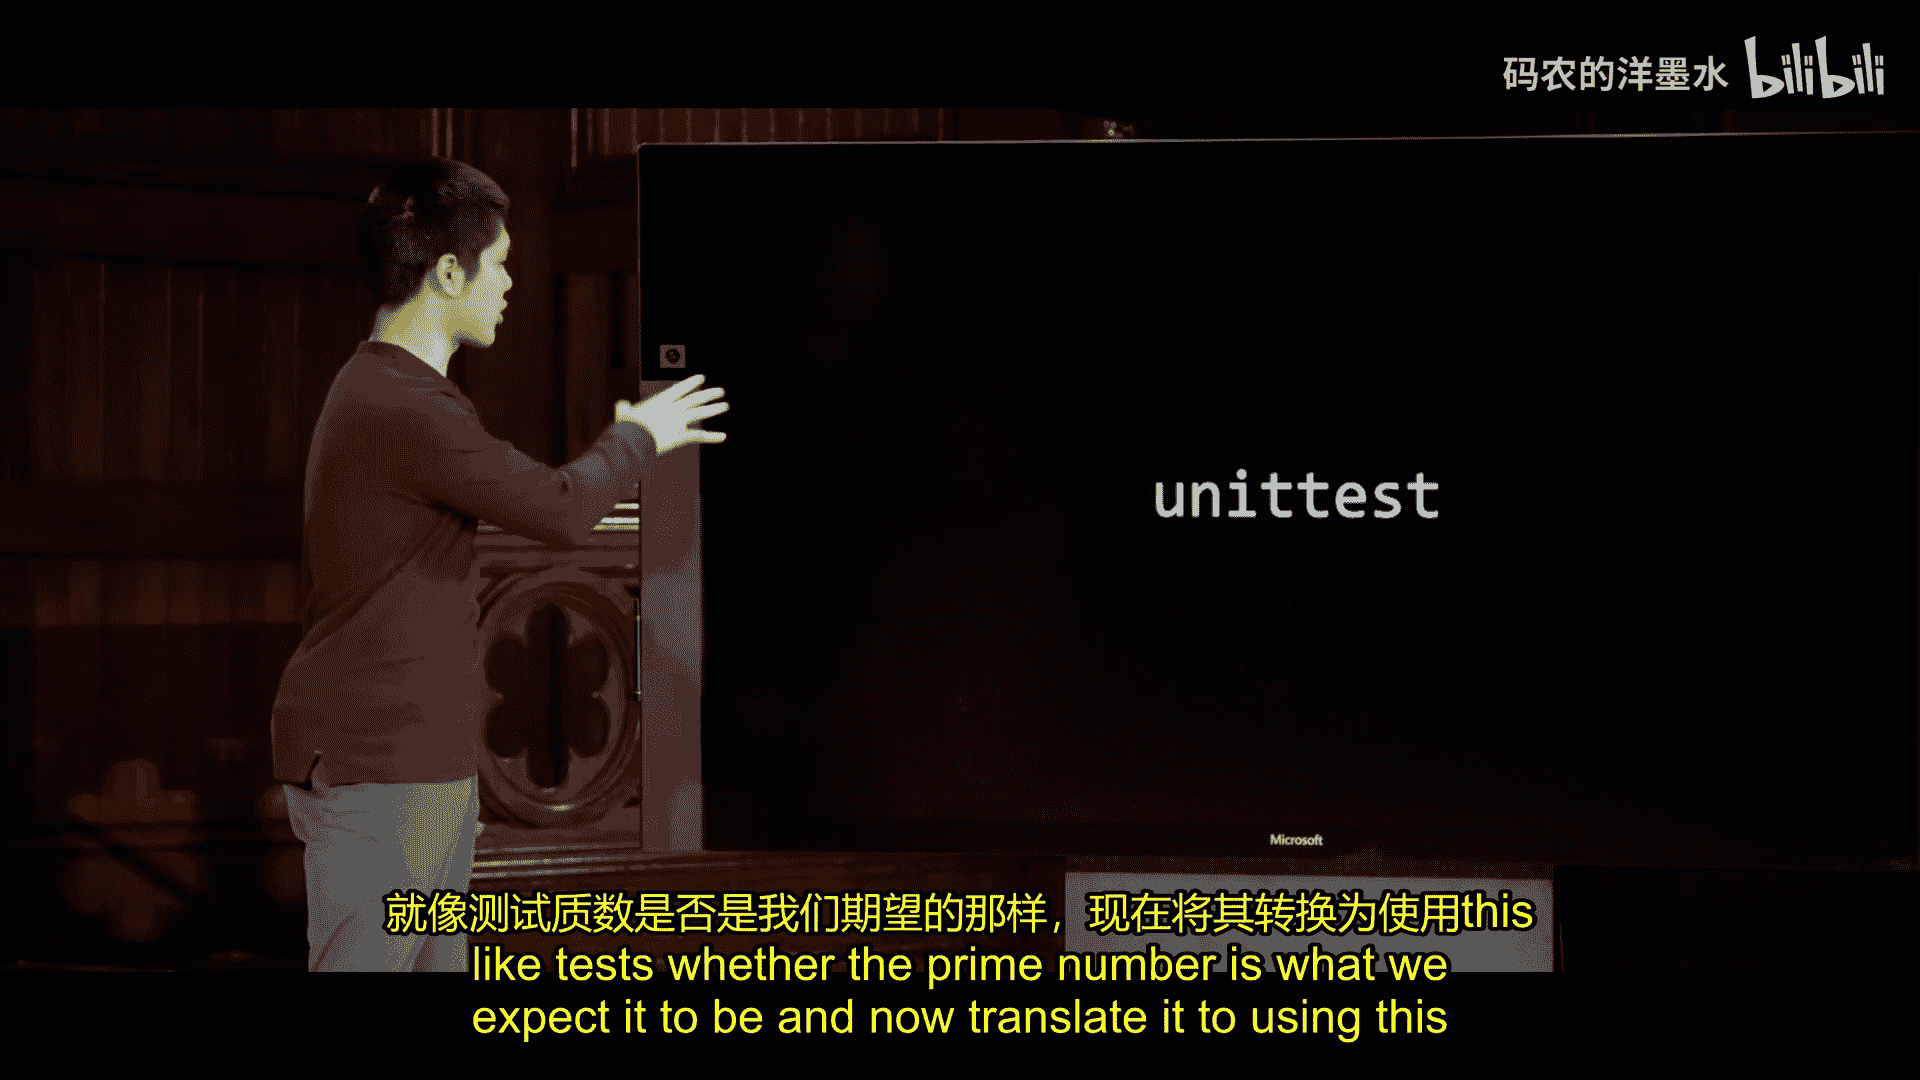 码农的洋墨水 bilibili
unittest
Microsoft
就像测试质数是否是我们期望的那样，现在将其转换为使用this
like tests whether the prime number is what we
expect it to be and now translate it to using this